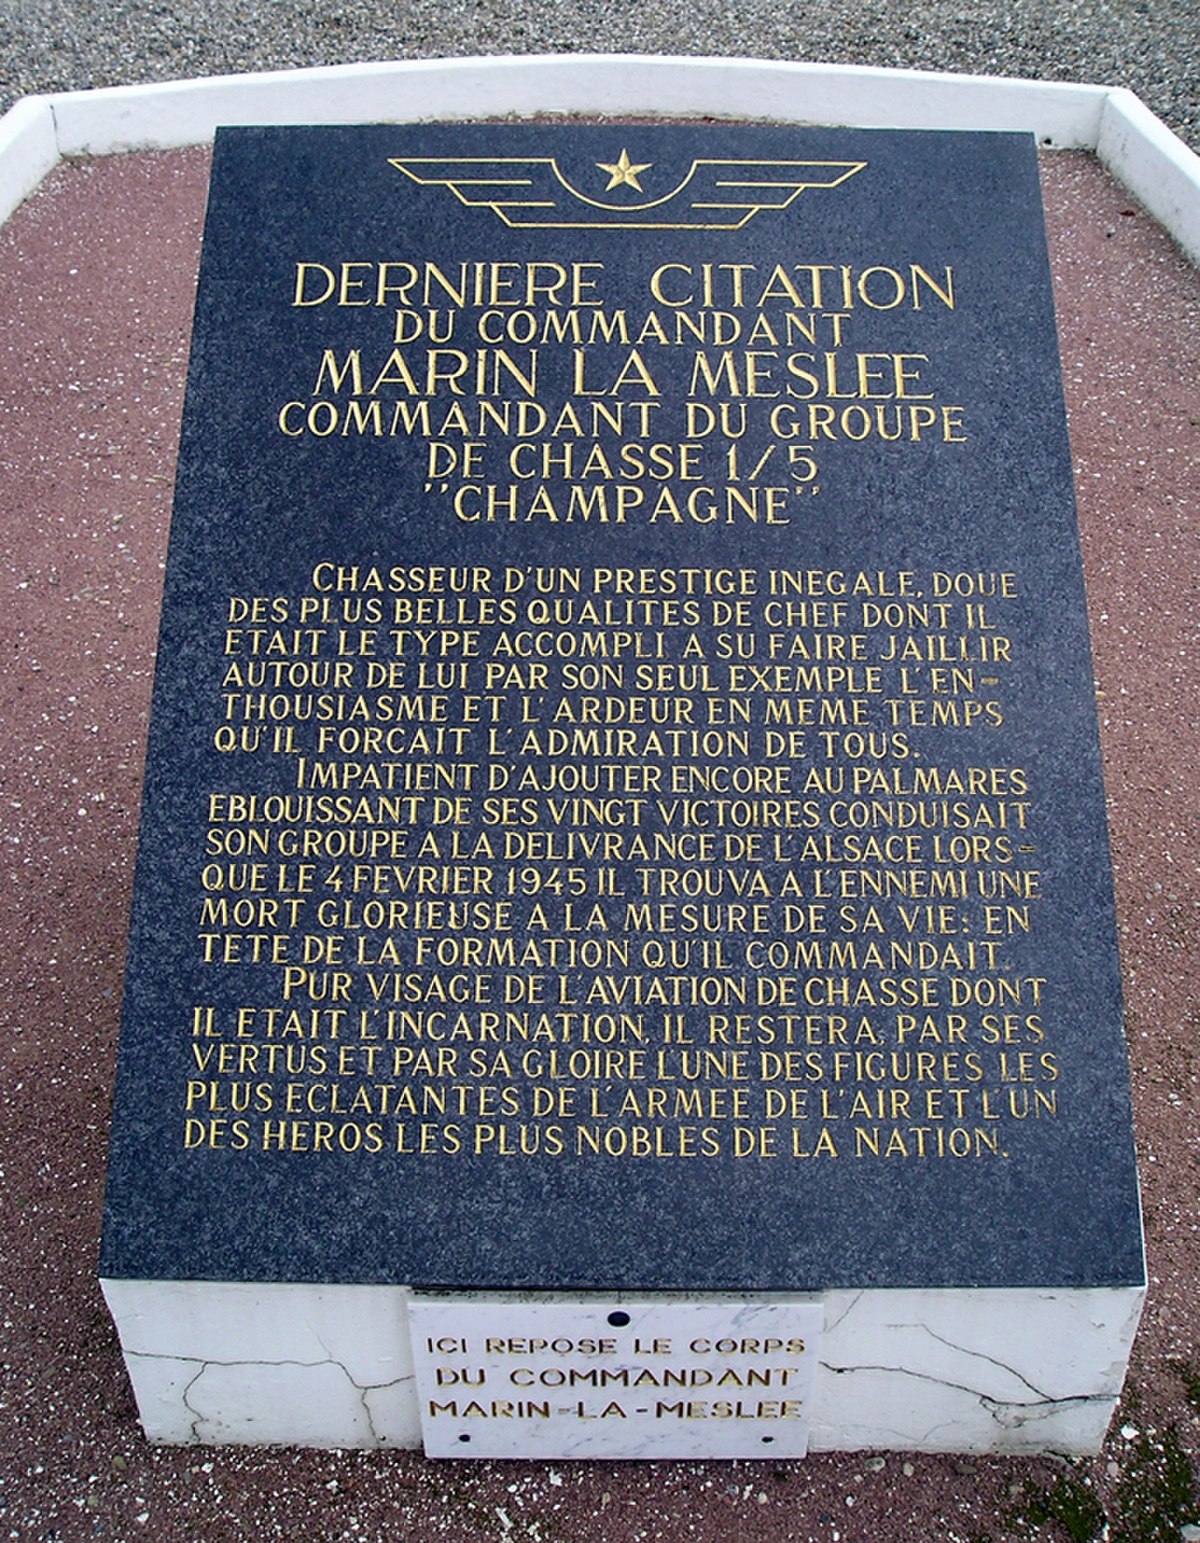 DERNIERE CITATION
DU COMMANDANT
MARIN LA MESLEE
COMMANDANT DU GROUPE
DE CHASSE 1/5
"CHAMPAGNE"
CHASSEUR D'UN PRESTIGE INEGALE, DOUE
DES PLUS BELLES QUALITES DE CHEF DONT IL
ETAIT LE TYPE ACCOMPLI A SU FAIRE JAILLIR
AUTOUR DE LUI PAR SON SEUL EXEMPLE L'EN-
THOUSIASME ET L'ARDEUR EN MEME TEMPS
QU'IL FORCAIT L'ADMIRATION DE TOUS.
IMPATIENT D'AJOUTER ENCORE AU PALMARES
EBLOUISSANT DE SES VINGT VICTOIRES CONDUISAIT
SON GROUPE A LA DELIVRANCE DE L'ALSACE LORS-
QUE LE 4 FEVRIER 1945 IL TROUVA A L'ENNEMI UNE
MORT GLORIEUSE A LA MESURE DE SA VIE: EN
TETE DE LA FORMATION QU'IL COMMANDAIT.
PUR VISAGE DE L'AVIATION DE CHASSE DONT
IL ETAIT L'INCARNATION, IL RESTERA, PAR SES
VERTUS ET PAR SA GLOIRE L'UNE DES FIGURES LES
PLUS ECLATANTES DE L'ARMEE DE L'AIR ET L'UN
DES HEROS LES PLUS NOBLES DE LA NATION.
ICI REPOSE LE CORPS
DU COMMANDANT
MARIN-LA-MESLEE